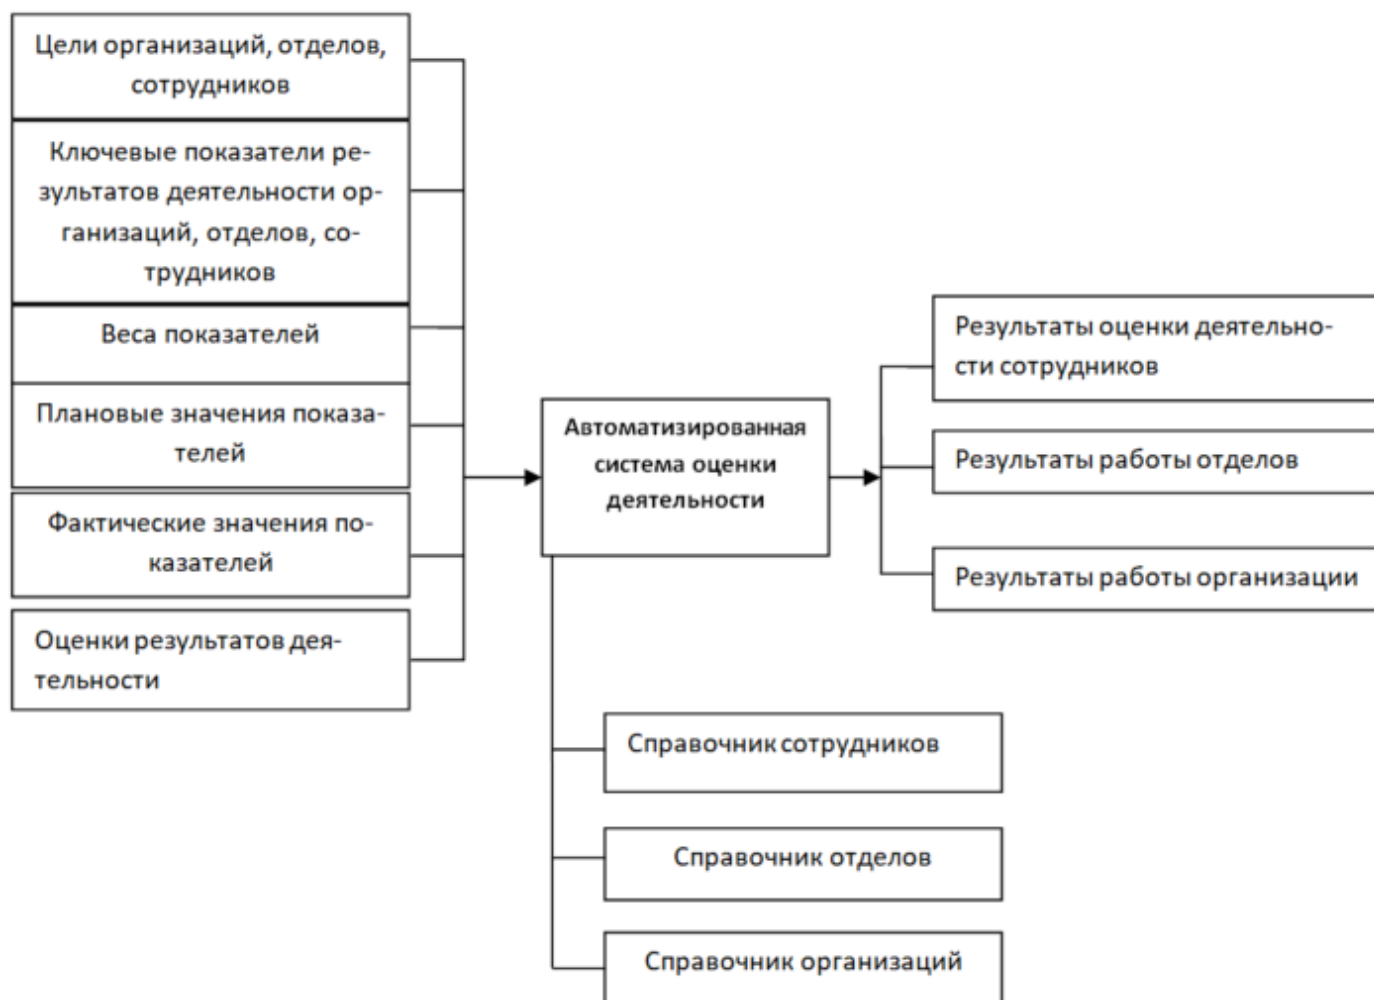 Цели организаций, отделов,
сотрудников
Ключевые показатели ре-
зультатов деятельности ор-
ганизаций, отделов, со-
трудников
Веса показателей
Плановые значения показа-
телей
Фактические значения по-
казателей
Оценки результатов дея-
тельности
Автоматизированная
система оценки
деятельности
Результаты оценки деятельно-
сти сотрудников
Результаты работы отделов
Результаты работы организации
Справочник сотрудников
Справочник отделов
Справочник организаций